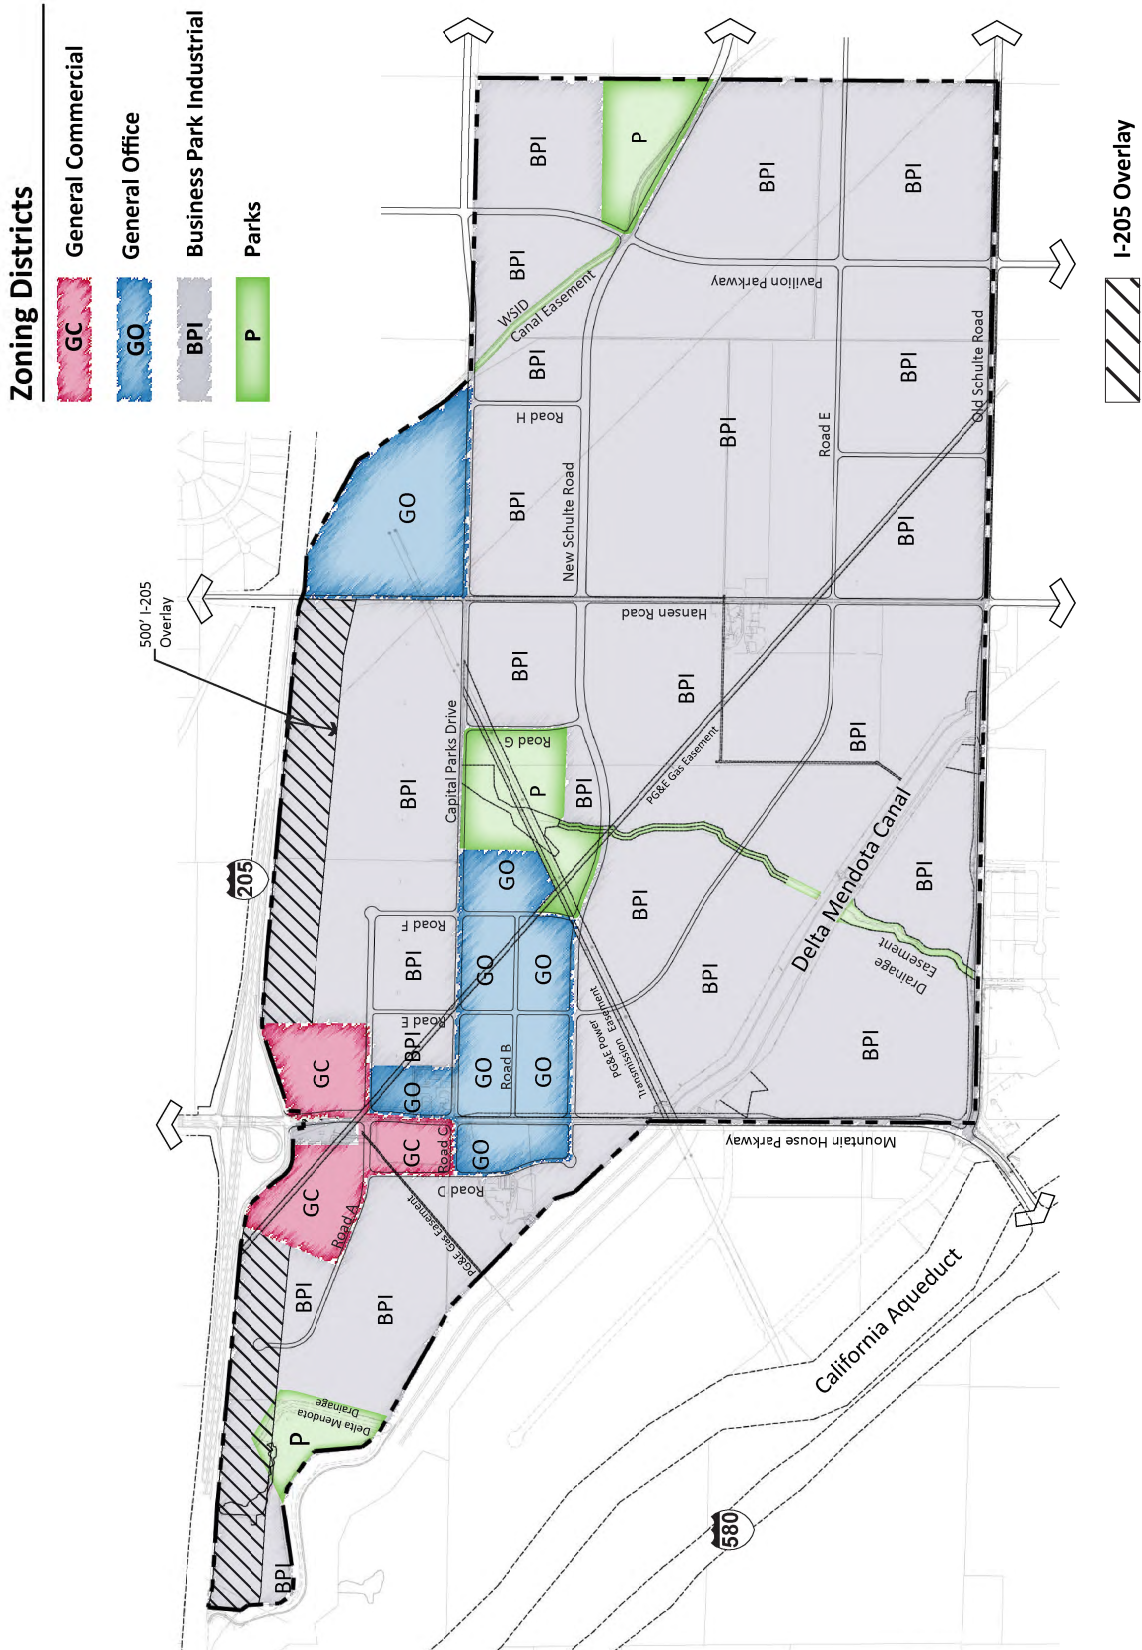 Zoning Districts
GC
General Commercial
GO
General Office
BPI
Business Park Industrial
P
Parks
I-205 Overlay
500' I-205
Overlay
205
580
GO
BPI
P
BPI
BPI
BPI
BPI
BPI
BPI
BPI
BPI
BPI
BPI
BPI
BPI
BPI
P
BPI
BPI
BPI
BPI
BPI
BPI
BPI
BPI
GO
GO
GO
GO
GO
GO
GO
GC
GC
GC
BPI
BPI
P
BPI
WSID
Canal Easement
Pavilion Parkway
Old Schulte Road
Road E
Road H
New Schulte Road
Hansen Rcad
Capital Parks Drive
Road G
PG&E Gas Easement
Delta Mendota Canal
Drainage
Easement
Road F
Road E
Road B
PG&E Power
Transmission Easement
Mountain House Parkway
Road C
Road D
Road A
PG&E Gas Easement
Delta Mendota
Drainage
California Aqueduct